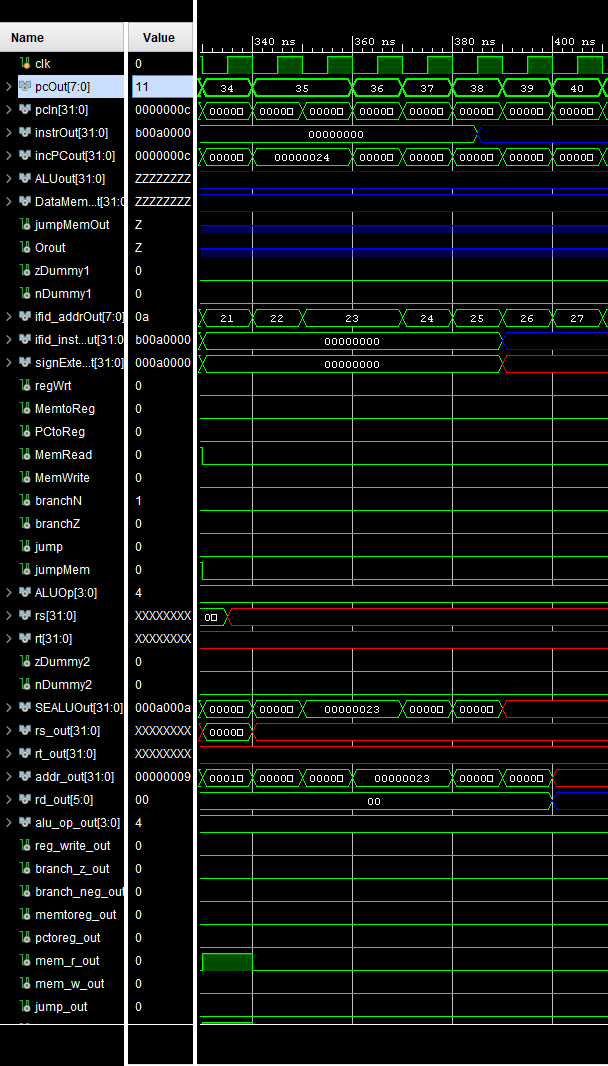 Name Value
340 ns 360 ns 380 ns 400 ns
clk 0
pcOut[7:0] 11 34 35 36 37 38 39 40
pcIn[31:0] 0000000c 0000 0000 0000 0000 0000 0000 0000 0000
instrOut[31:0] b00a0000 00000000
incPCout[31:0] 0000000c 0000 00000024 0000 0000 0000 0000 0000
ALUout[31:0] ZZZZZZZZ
DataMem...t[31:0 ZZZZZZZZ
jumpMemOut Z
Orout Z
zDummy1 0
nDummy1 0
ifid_addrOut[7:0] 0a 21 22 23 24 25 26 27
ifid_inst...ut[31:0] b00a0000 00000000
signExte...t[31:0] 000a0000 00000000
regWrt 0
MemtoReg 0
PCtoReg 0
MemRead 0
MemWrite 0
branchN 1
branchZ 0
jump 0
jumpMem 0
ALUOp[3:0] 4
rs[31:0] XXXXXXXX 0
rt[31:0] XXXXXXXX
zDummy2 0
nDummy2 0
SEALUOut[31:0] 000a000a 0000 0000 00000023 0000 0000
rs_out[31:0] XXXXXXXX 0000
rt_out[31:0] XXXXXXXX
addr_out[31:0] 00000009 0001 0000 0000 00000023 0000 0000
rd_out[5:0] 00 00
alu_op_out[3:0] 4
reg_write_out 0
branch_z_out 0
branch_neg_out 0
memtoreg_out 0
pctoreg_out 0
mem_r_out 0
mem_w_out 0
jump_out 0